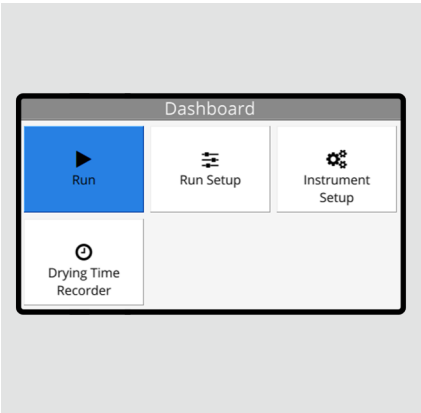 Dashboard
Run
Run Setup
Instrument
Setup
Drying Time
Recorder